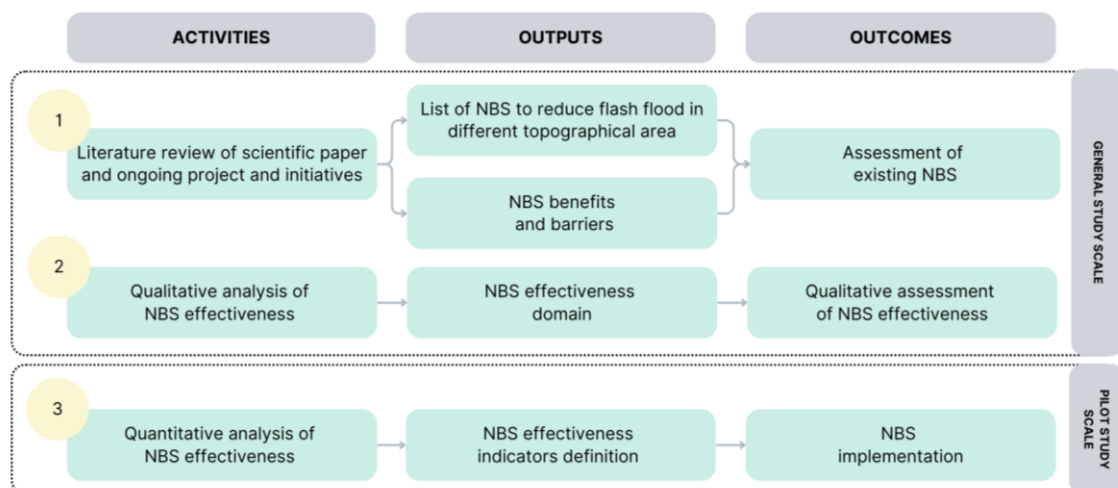 ACTIVITIES
OUTPUTS
OUTCOMES
1
Literature review of scientific paper
and ongoing project and initiatives
List of NBS to reduce flash flood in
different topographical area
NBS benefits
and barriers
Assessment of
existing NBS
2
Qualitative analysis of
NBS effectiveness
NBS effectiveness
domain
Qualitative assessment
of NBS effectiveness
GENERAL STUDY SCALE
3
Quantitative analysis of
NBS effectiveness
NBS effectiveness
indicators definition
NBS
implementation
PILOT STUDY
SCALE